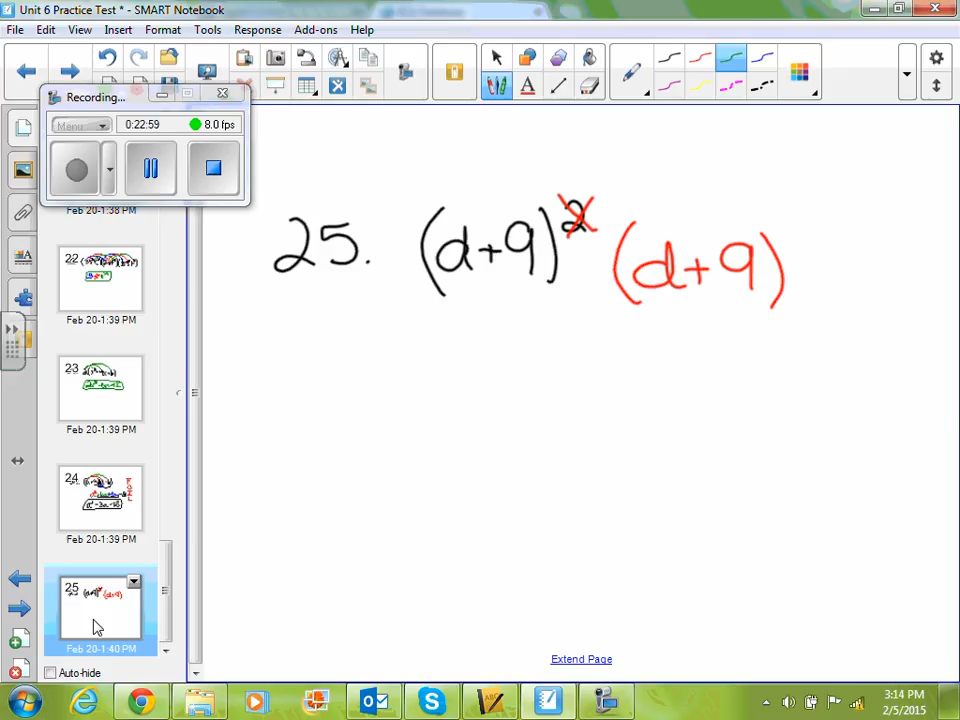 Unit 6 Practice Test * - SMART Notebook
File Edit View Insert Format Tools Response Add-ons Help
Recording...
Menu 0:22:59 8.0 fps
Feb 20-1:38 PM
22
Feb 20-1:39 PM
23
Feb 20-1:39 PM
24
Feb 20-1:39 PM
25
Feb 20-1:40 PM
Auto-hide
25. (d+9)² (d+9)
Extend Page
3:14 PM
2/5/2015